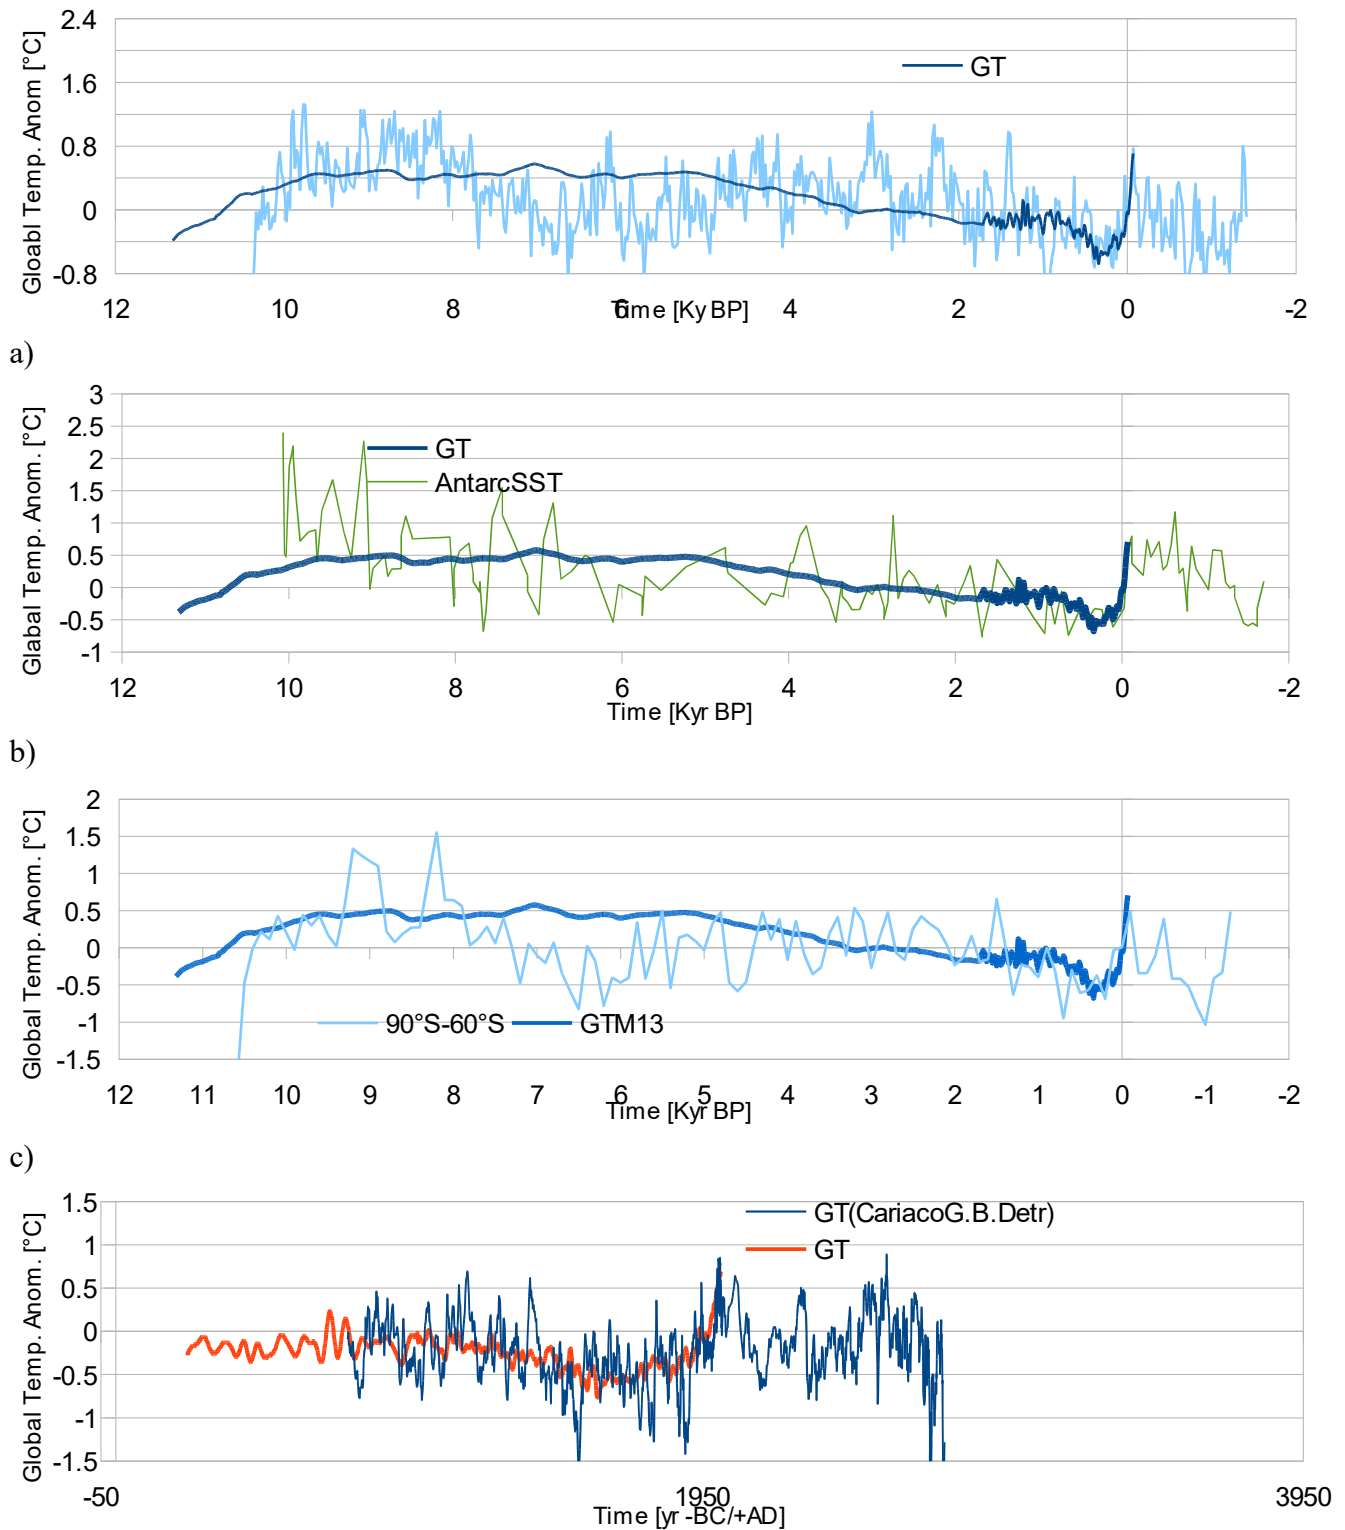 Gloabl Temp. Anom [°C]
2.4
1.6
0.8
0
-0.8
GT
12 10 8 6 4 2 0 -2
Time [Ky BP]
a)
Glabal Temp. Anom. [°C]
3
2.5
2
1.5
1
0.5
0
-0.5
-1
GT
AntarcSST
12 10 8 6 4 2 0 -2
Time [Kyr BP]
b)
Global Temp. Anom. [°C]
2
1.5
1
0.5
0
-0.5
-1
-1.5
90°S-60°S GTM13
12 11 10 9 8 7 6 5 4 3 2 1 0 -1 -2
Time [Kyr BP]
c)
Global Temp. Anom. [°C]
1.5
1
0.5
0
-0.5
-1
-1.5
GT(CariacoG.B.Detr)
GT
-50 1950 3950
Time [yr -BC/+AD]